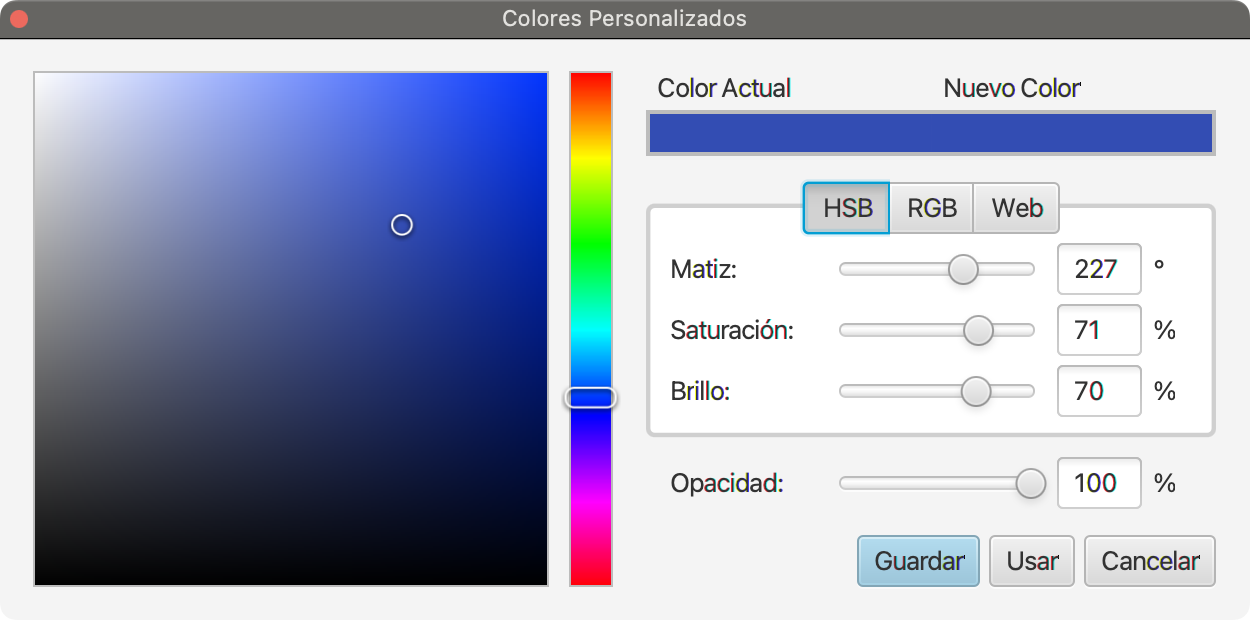 Colores Personalizados
Color Actual Nuevo Color
HSB RGB Web
Matiz: 227 °
Saturación: 71 %
Brillo: 70 %
Opacidad: 100 %
Guardar Usar Cancelar